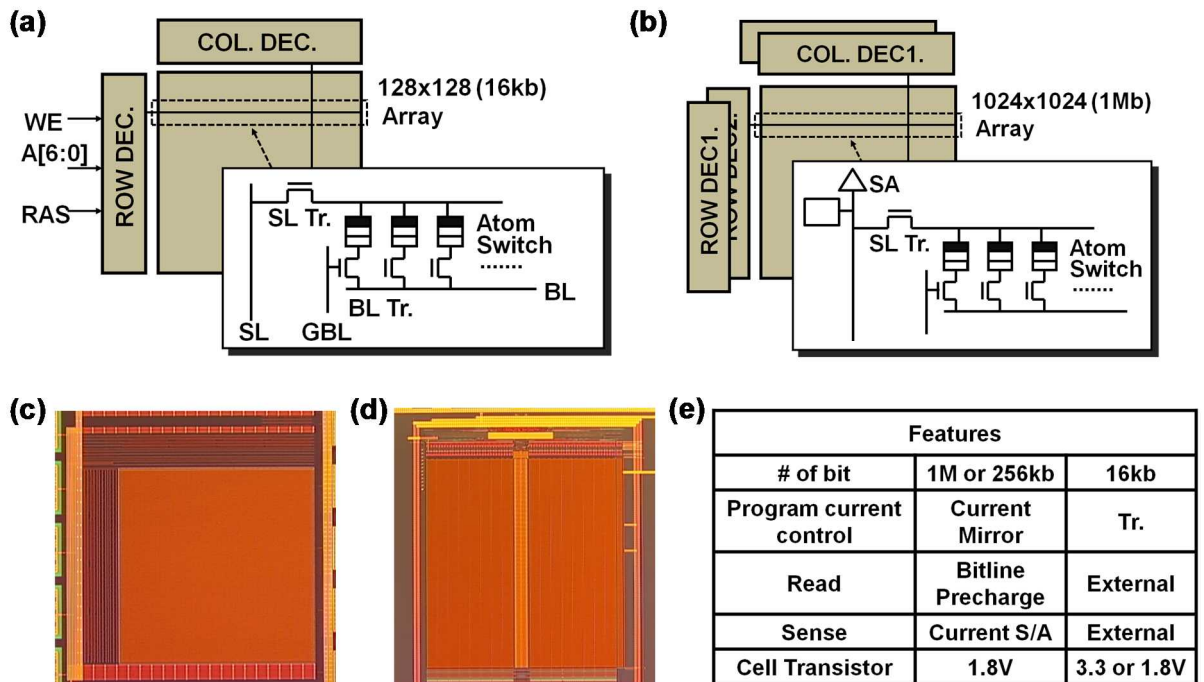 (a)
COL. DEC.
ROW DEC.
WE
A[6:0]
RAS
128x128 (16kb)
Array
SL Tr.
Atom
Switch
.......
BL
BL Tr.
SL
GBL
(b)
COL. DEC1.
ROW DEC1.
ROW DEC2.
1024x1024 (1Mb)
Array
SA
SL Tr.
Atom
Switch
.......
(c)
(d)
(e)
Features
# of bit 1M or 256kb 16kb
Program current
control
Current
Mirror
Tr.
Read
Bitline
Precharge
External
Sense Current S/A External
Cell Transistor 1.8V 3.3 or 1.8V